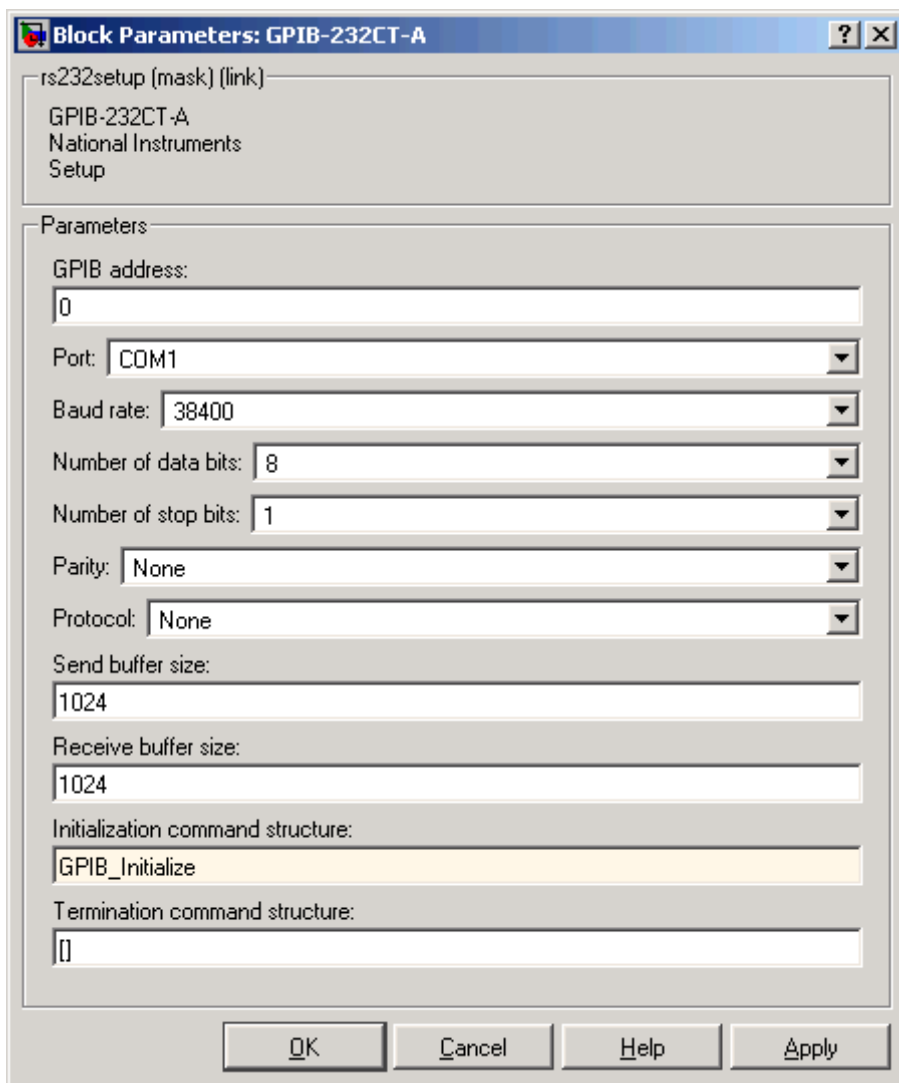 Block Parameters: GPIB-232CT-A
rs232setup (mask) (link)
GPIB-232CT-A
National Instruments
Setup
Parameters
GPIB address:
0
Port: COM1
Baud rate: 38400
Number of data bits: 8
Number of stop bits: 1
Parity: None
Protocol: None
Send buffer size:
1024
Receive buffer size:
1024
Initialization command structure:
GPIB_Initialize
Termination command structure:
[]
OK Cancel Help Apply